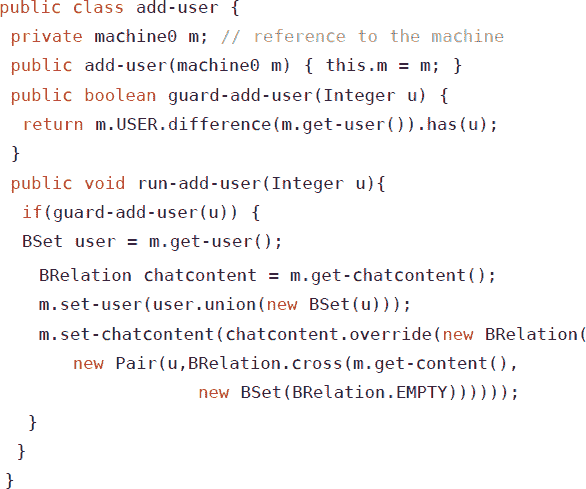 public class add-user {
private machine0 m; // reference to the machine
public add-user(machine0 m) { this.m = m; }
public boolean guard-add-user(Integer u) {
return m.USER.difference(m.get-user()).has(u);
}
public void run-add-user(Integer u){
if(guard-add-user(u)) {
BSet user = m.get-user();
BRelation chatcontent = m.get-chatcontent();
m.set-user(user.union(new BSet(u)));
m.set-chatcontent(chatcontent.override(new BRelation(
new Pair(u,BRelation.cross(m.get-content(),
new BSet(BRelation.EMPTY))))));
}
}
}